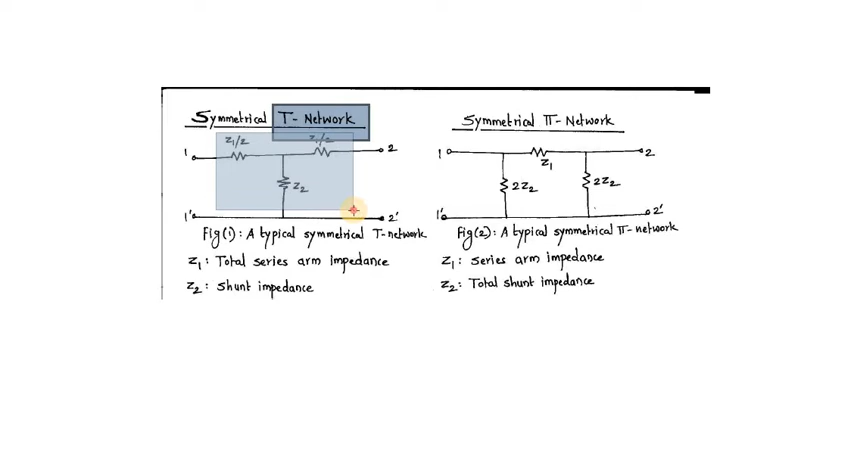 Symmetrical T- Network
Z1/2
Z1/2
1
2
Z2
1'
2'
Fig(1): A typical symmetrical T-network
Z1: Total series arm impedance
Z2: Shunt impedance
Symmetrical Π- Network
1
2
Z1
2Z2
2Z2
1'
2'
Fig(2): A typical symmetrical Π-network
Z1: Series arm impedance
Z2: Total shunt impedance